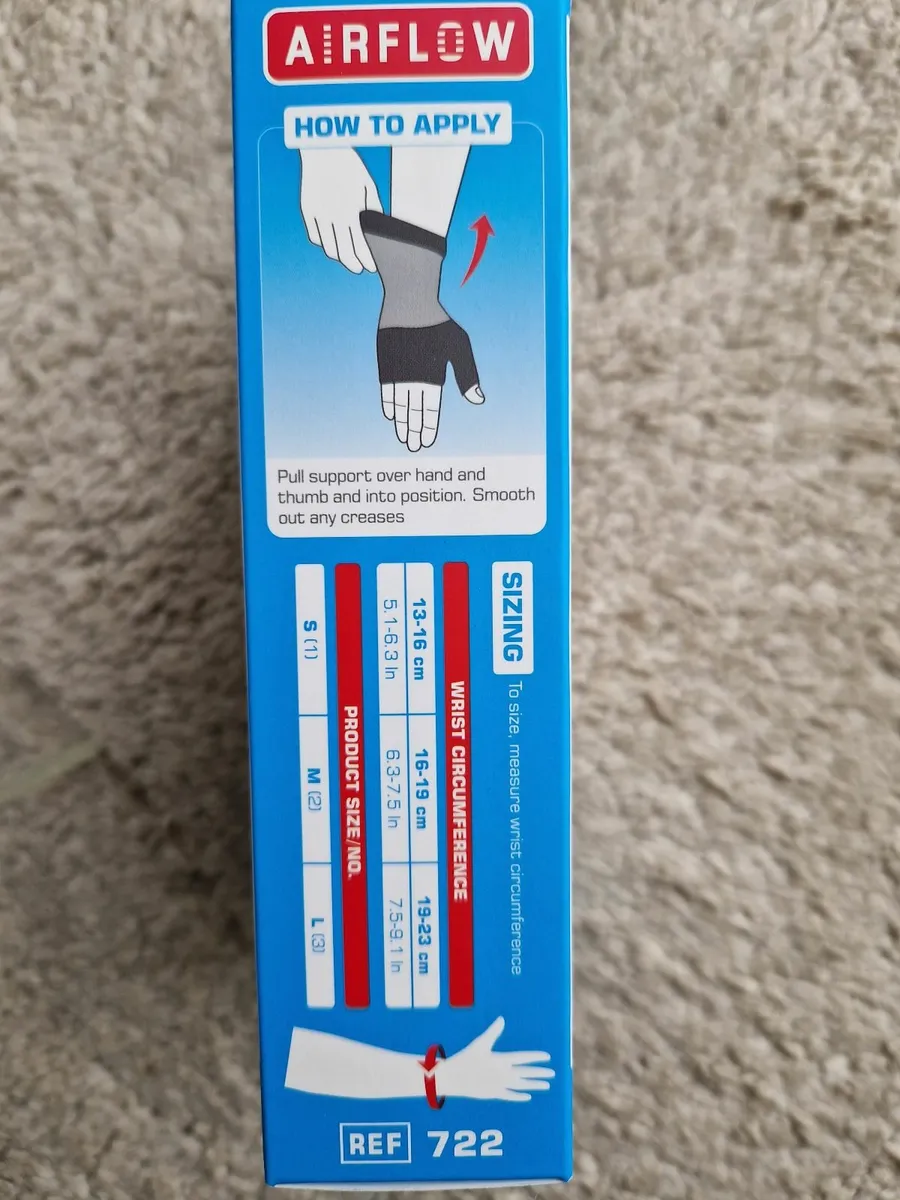 AIRFLOW
HOW TO APPLY
Pull support over hand and
thumb and into position. Smooth
out any creases
SIZING To size, measure wrist circumference
WRIST CIRCUMFERENCE
13-16 cm 16-19 cm 19-23 cm
5.1-6.3 In 6.3-7.5 In 7.5-9.1 In
PRODUCT SIZE/NO.
S (1) M (2) L (3)
REF 722